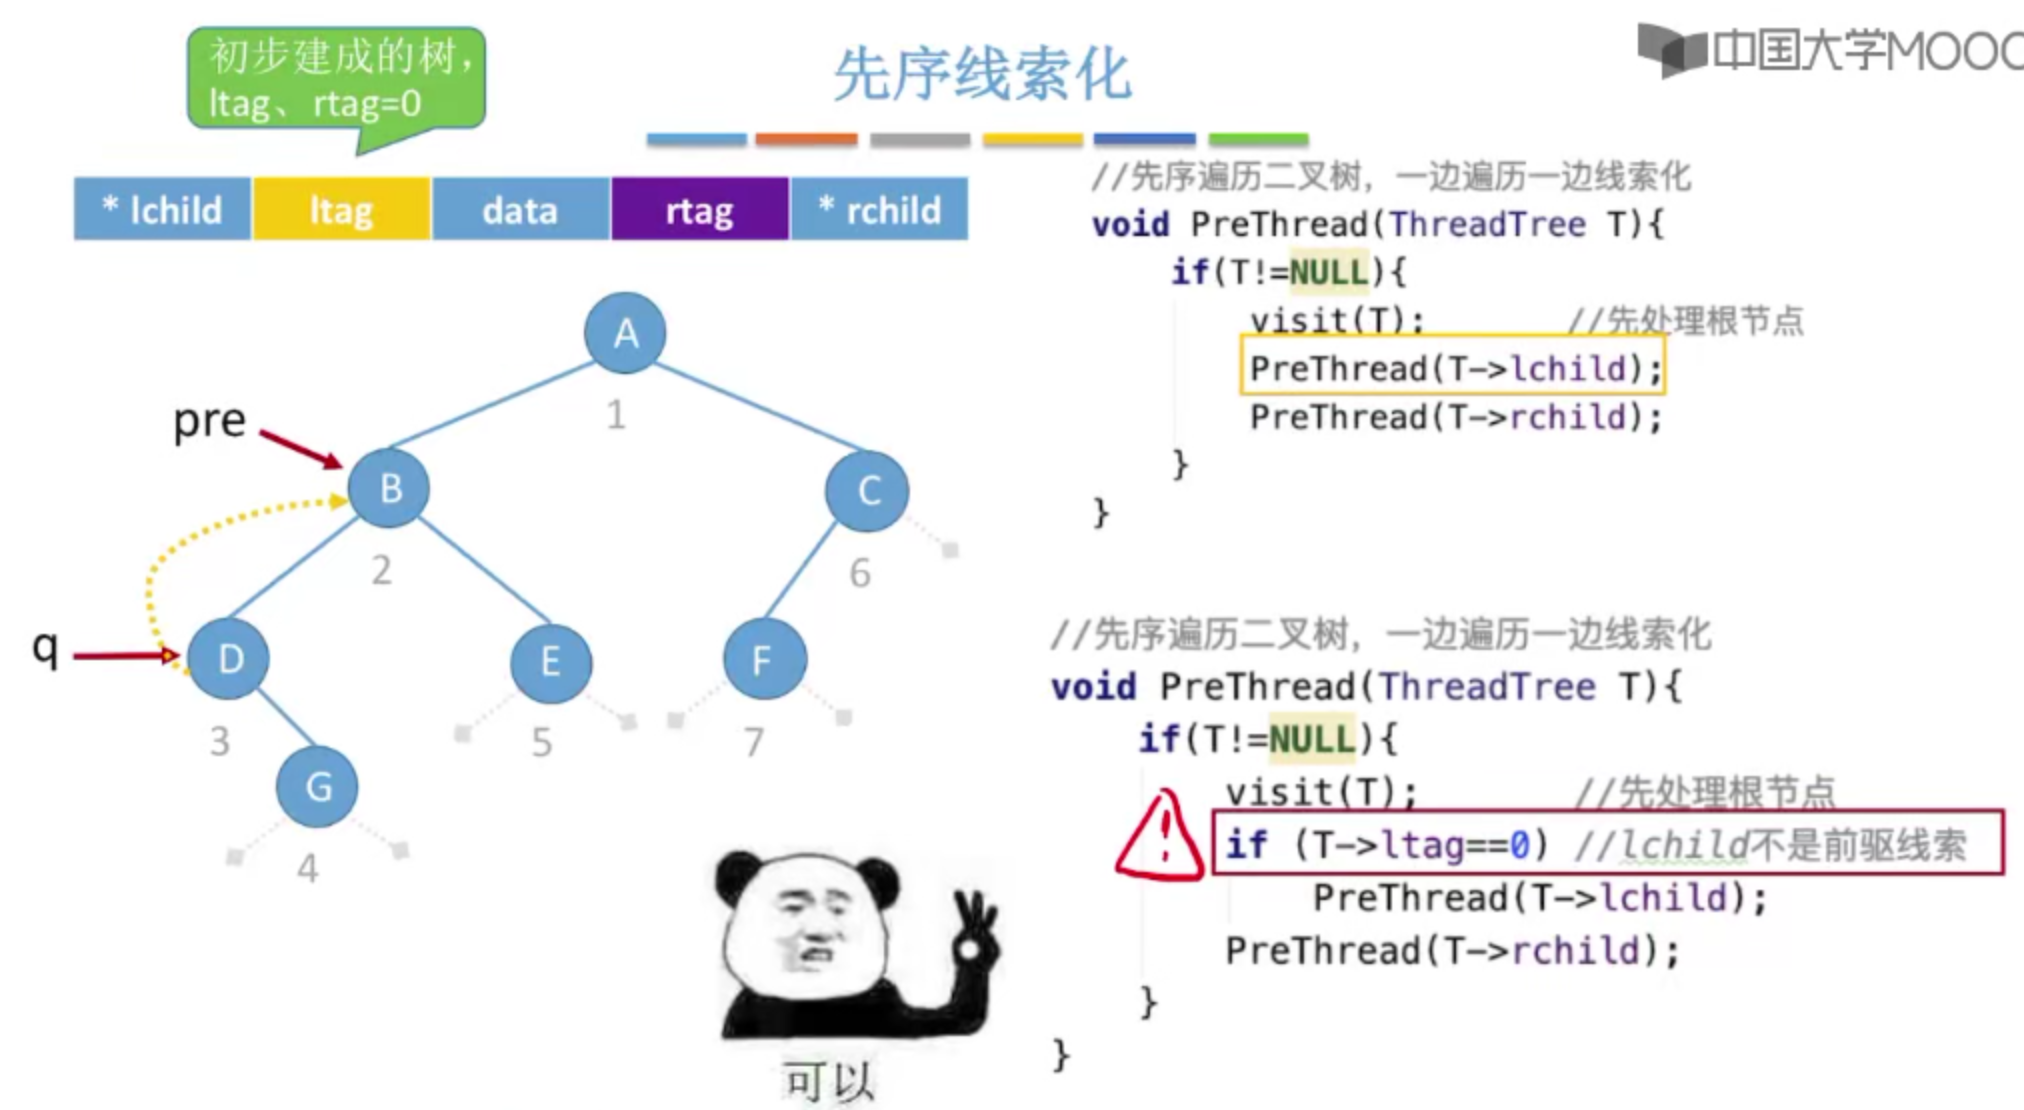 初步建成的树，
ltag、rtag=0
先序线索化
中国大学MOOC
* lchild ltag data rtag * rchild
A
1
pre
B
2
C
6
q
D
3
E
5
F
7
G
4
可以
//先序遍历二叉树，一边遍历一边线索化
void PreThread(ThreadTree T){
if(T!=NULL){
visit(T); //先处理根节点
PreThread(T->lchild);
PreThread(T->rchild);
}
}
//先序遍历二叉树，一边遍历一边线索化
void PreThread(ThreadTree T){
if(T!=NULL){
visit(T); //先处理根节点
if (T->ltag==0) //lchild不是前驱线索
PreThread(T->lchild);
PreThread(T->rchild);
}
}